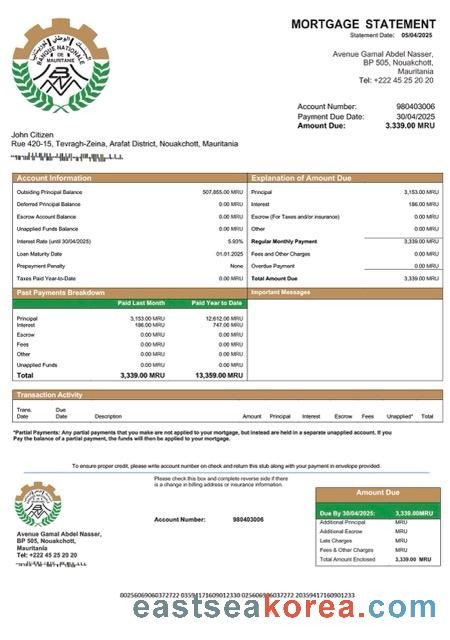 BANQUE NATIONALE
DE
MAURITANIE
MORTGAGE STATEMENT
Statement Date: 05/04/2025
Avenue Gamal Abdel Nasser,
BP 505, Nouakchott,
Mauritania
Tel: +222 45 25 20 20
Account Number: 980403006
Payment Due Date: 30/04/2025
Amount Due: 3.339.00 MRU
John Citizen
Rue 420-15, Tevragh-Zeina, Arafat District, Nouakchott, Mauritania
Account Information
Outsiding Principal Balance 507,855.00 MRU
Deferred Principal Balance 0.00 MRU
Escrow Account Balance 0.00 MRU
Unapplied Funds Balance 0.00 MRU
Interest Rate (until 30/04/2025) 5.93%
Loan Maturity Date 01.01.2025
Prepayment Penalty None
Taxes Paid Year-to-Date 0.00 MRU
Explanation of Amount Due
Principal 3,153.00 MRU
Interest 186.00 MRU
Escrow (For Taxes and/or insurance) 0.00 MRU
Other 0.00 MRU
Regular Monthly Payment 3,339.00 MRU
Fees and Other Charges 0.00 MRU
Overdue Payment 0.00 MRU
Total Amount Due 3,339.00 MRU
Past Payments Breakdown
Paid Last Month Paid Year to Date
Principal 3,153.00 MRU 12,612.00 MRU
Interest 186.00 MRU 747.00 MRU
Escrow 0.00 MRU 0.00 MRU
Fees 0.00 MRU 0.00 MRU
Other 0.00 MRU 0.00 MRU
Unapplied Funds 0.00 MRU 0.00 MRU
Total 3,339.00 MRU 13,359.00 MRU
Important Messages
Transaction Activity
Trans. Date Due Date Description Amount Principal Interest Escrow Fees Unapplied* Total
*Partial Payments: Any partial payments that you make are not applied to your mortgage, but instead are held in a separate unapplied account. If you
Pay the balance of a partial payment, the funds will then be applied to your mortgage.
To ensure proper credit, please write account number on check and return this stub along with your payment in envelope provided.
Please check this box and complete reverse side if there
is a change in billing address or insurance information.
BANQUE NATIONALE
DE
MAURITANIE
Avenue Gamal Abdel Nasser,
BP 505, Nouakchott,
Mauritania
Tel: +222 45 25 20 20
Account Number: 980403006
Amount Due
Due By 30/04/2025: 3,339.00MRU
Additional Principal MRU
Additional Escrow MRU
Late Charges MRU
Fees & Other Charges MRU
Total Amount Enclosed 3,339.00 MRU
eastseakorea.com